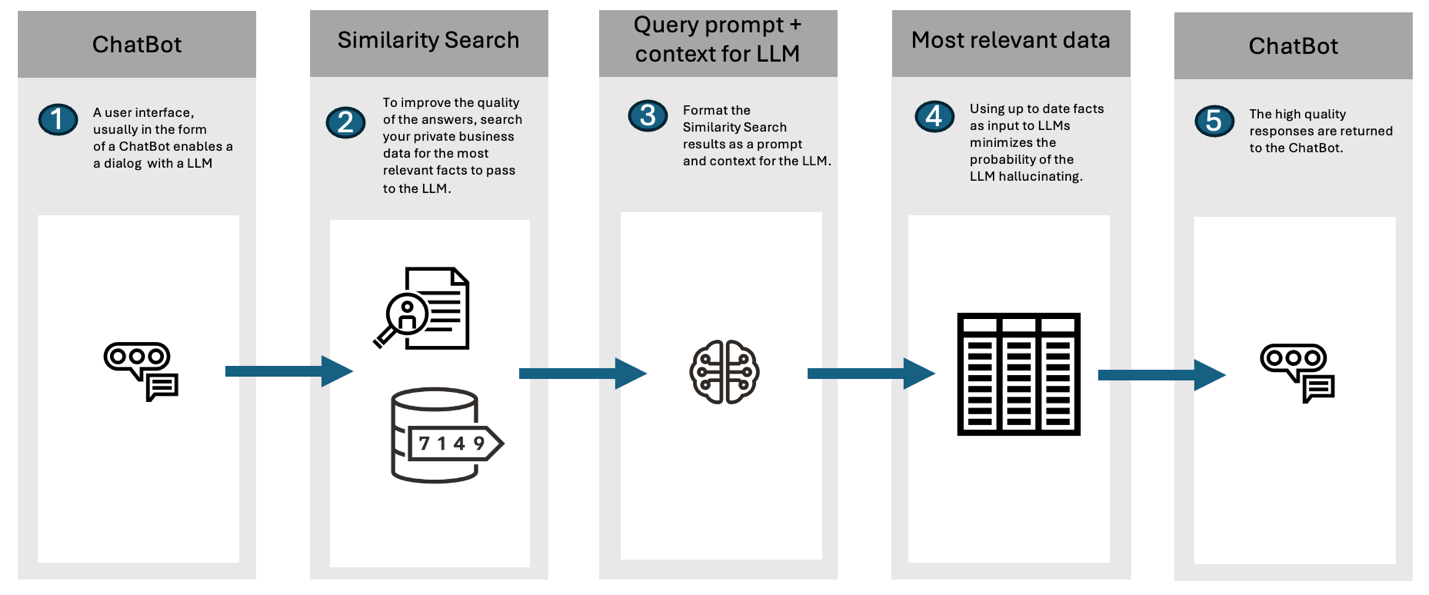 ChatBot
1
A user interface,
usually in the form
of a ChatBot enables a
a dialog with a LLM
Similarity Search
2
To improve the quality
of the answers, search
your private business
data for the most
relevant facts to pass
to the LLM.
7 1 4 9
Query prompt +
context for LLM
3
Format the
Similarity Search
results as a prompt
and context for the LLM.
Most relevant data
4
Using up to date facts
as input to LLMs
minimizes the
probability of the
LLM hallucinating.
ChatBot
5
The high quality
responses are returned
to the ChatBot.